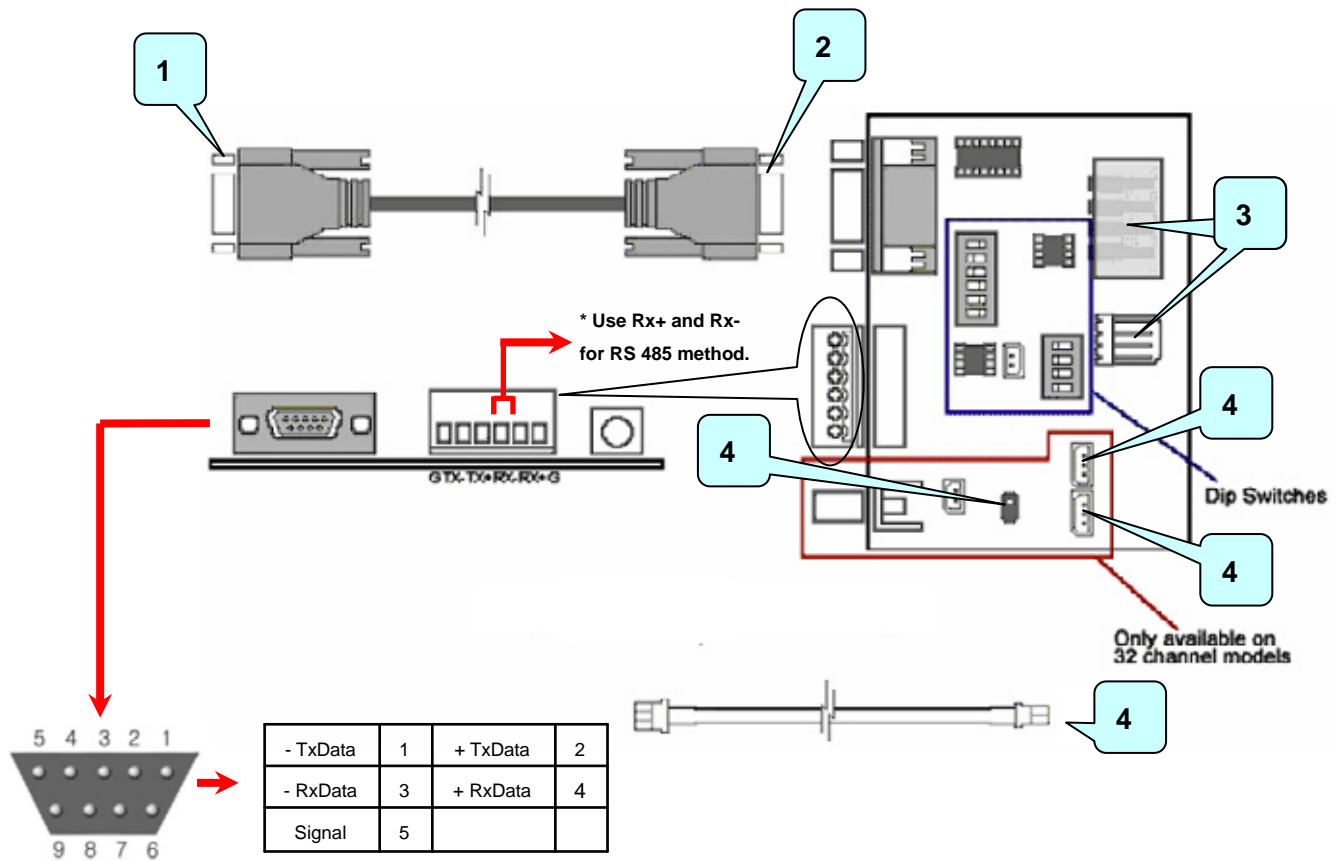 1
2
3
* Use Rx+ and Rx-
for RS 485 method.
4
4
G TX- TX+RX-RX+G
Dip Switches
4
Only available on
32 channel models
4
5 4 3 2 1
- TxData 1 + TxData 2
- RxData 3 + RxData 4
Signal 5
9 8 7 6